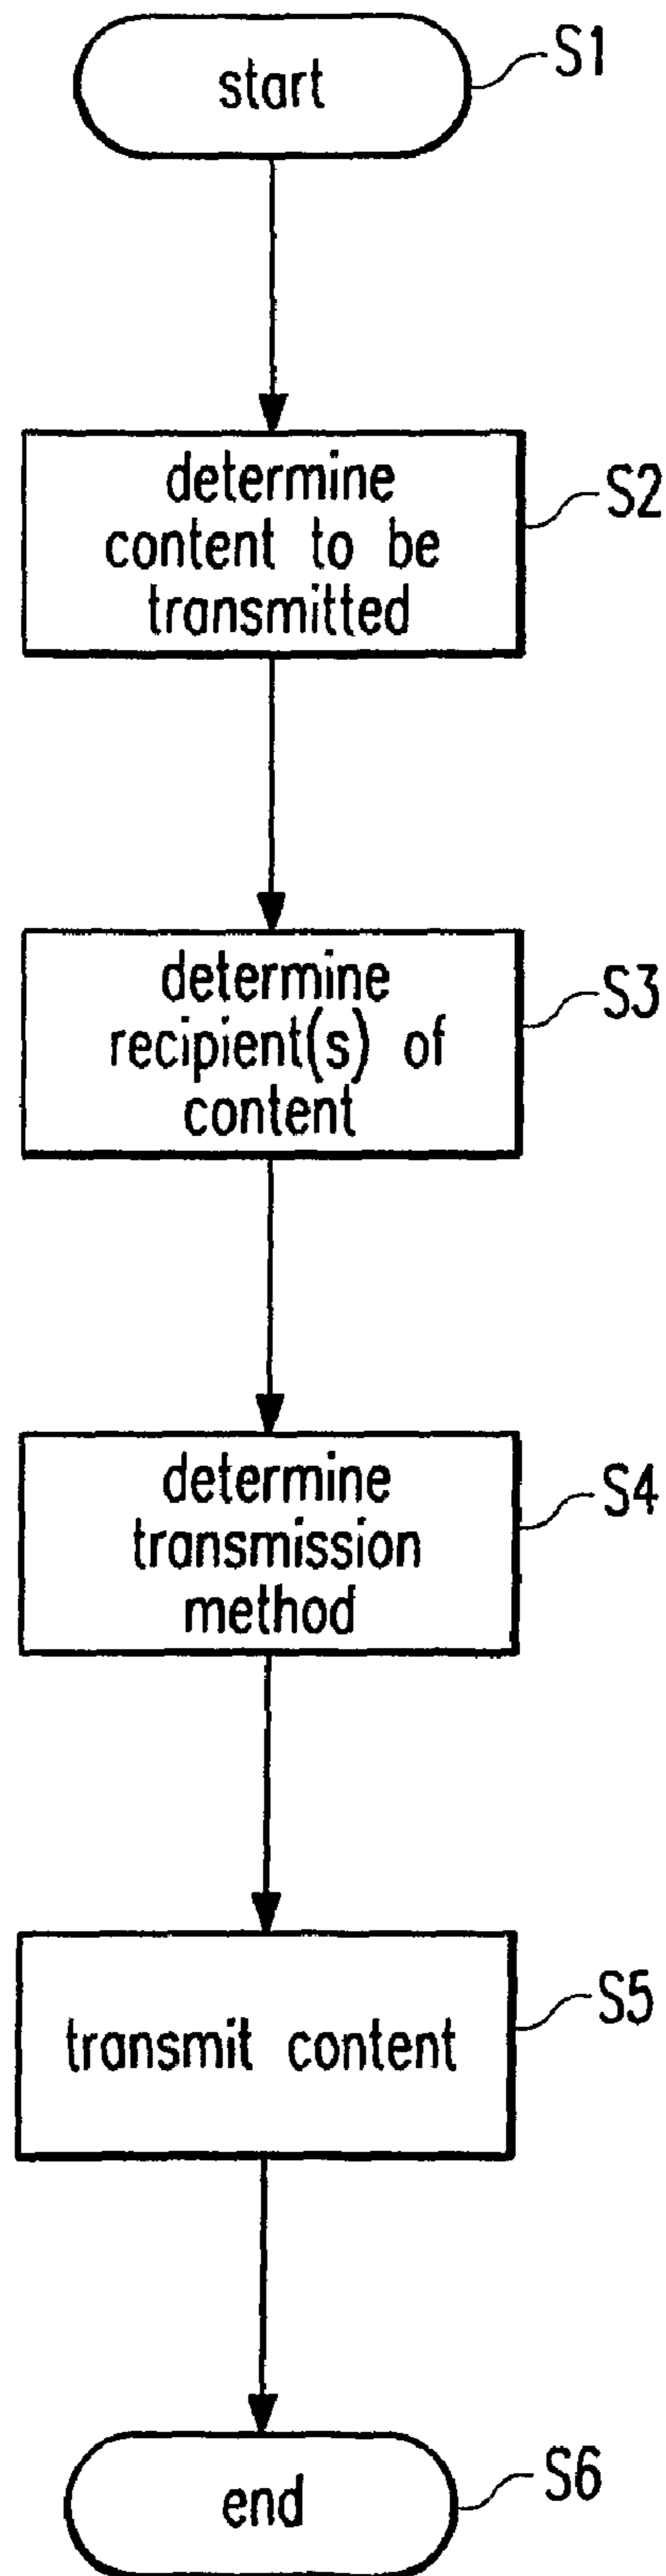 start
S1
determine
content to be
transmitted
S2
determine
recipient(s) of
content
S3
determine
transmission
method
S4
transmit content
S5
end
S6